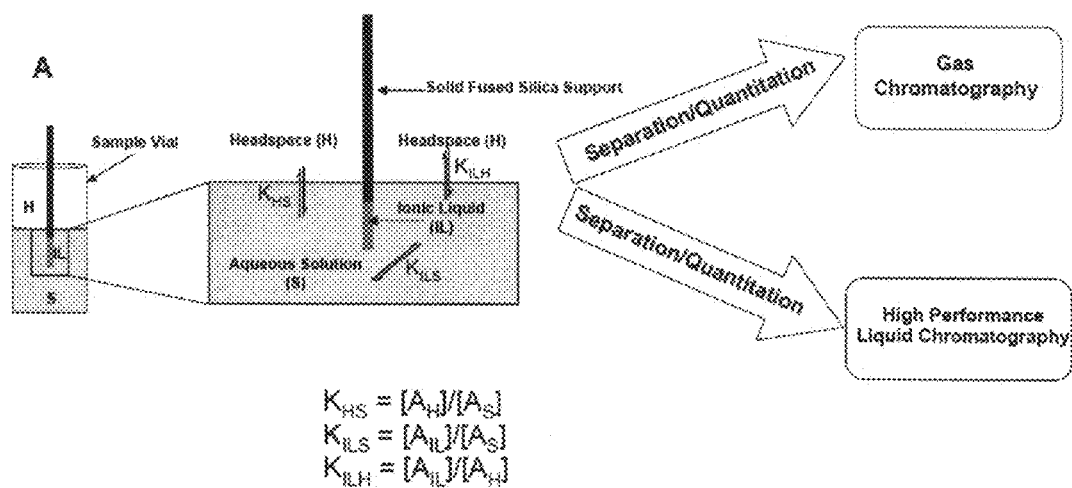 A
Sample Vial
H
IL
S
Solid Fused Silica Support
Headspace (H)
Headspace (H)
K_HS
K_ILH
Ionic Liquid
(IL)
Aqueous Solution
(S)
K_ILS
Separation/Quantitation
Separation/Quantitation
Gas
Chromatography
High Performance
Liquid Chromatography
K_HS = [A_H]/[A_S]
K_ILS = [A_IL]/[A_S]
K_ILH = [A_IL]/[A_H]